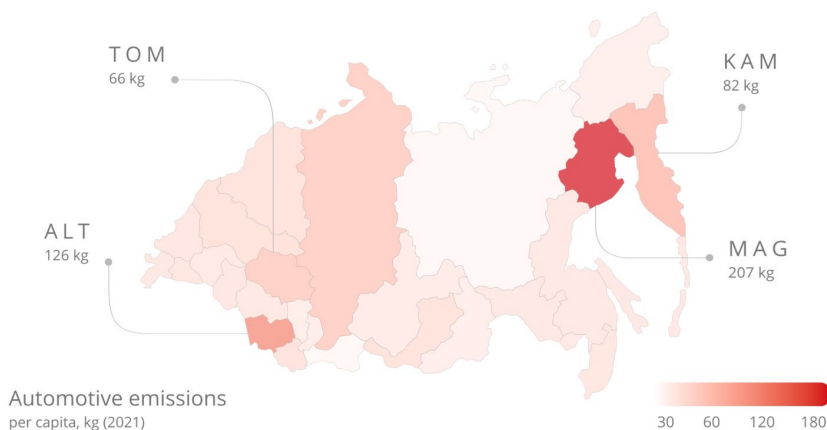 TOM
66 kg
KAM
82 kg
ALT
126 kg
MAG
207 kg
Automotive emissions
per capita, kg (2021)
30 60 120 180